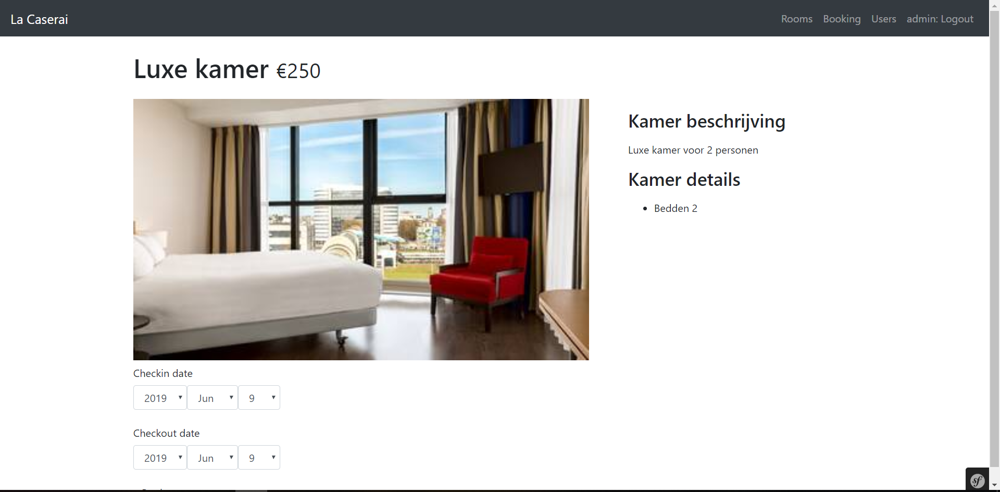 La Caserai
Rooms Booking Users admin: Logout
Luxe kamer €250
Kamer beschrijving
Luxe kamer voor 2 personen
Kamer details
Bedden 2
Checkin date
2019 Jun 9
Checkout date
2019 Jun 9
sf